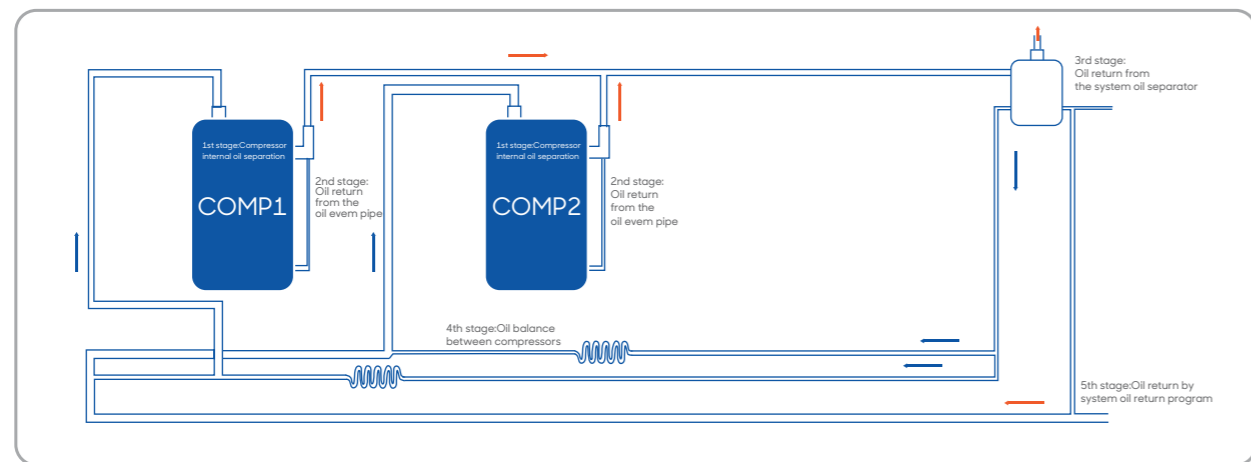 3rd stage:
Oil return from
the system oil separator
1st stage:Compressor
internal oil separation
COMP1
2nd stage:
Oil return
from the
oil evem pipe
1st stage:Compressor
internal oil separation
COMP2
2nd stage:
Oil return
from the
oil evem pipe
4th stage:Oil balance
between compressors
5th stage:Oil return by
system oil return program